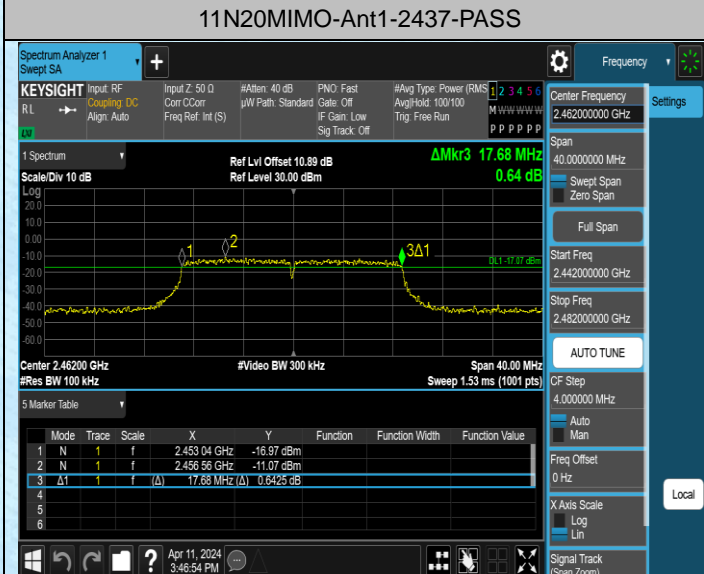 11N20MIMO-Ant1-2437-PASS
Spectrum Analyzer 1
Swept SA
+
Frequency
KEYSIGHT
RL
LXI
Input: RF
Coupling: DC
Align: Auto
Input Z: 50 Ω
Corr CCorr
Freq Ref: Int (S)
#Atten: 40 dB
µW Path: Standard
PNO: Fast
Gate: Off
IF Gain: Low
Sig Track: Off
#Avg Type: Power (RMS
Avg|Hold: 100/100
Trig: Free Run
1 2 3 4 5 6
M W W W W W
P P P P P P
1 Spectrum
Scale/Div 10 dB
Ref Lvl Offset 10.89 dB
Ref Level 30.00 dBm
ΔMkr3 17.68 MHz
0.64 dB
Log
20.0
10.0
0.00
-10.0
-20.0
-30.0
-40.0
-50.0
-60.0
1
2
3Δ1
DL1 -17.07 dBm
Center 2.46200 GHz
#Video BW 300 kHz
Span 40.00 MHz
#Res BW 100 kHz
Sweep 1.53 ms (1001 pts)
5 Marker Table
Mode Trace Scale X Y Function Function Width Function Value
1 N 1 f 2.453 04 GHz -16.97 dBm
2 N 1 f 2.456 56 GHz -11.07 dBm
3 Δ1 1 f (Δ) 17.68 MHz (Δ) 0.6425 dB
4
5
6
Apr 11, 2024
3:46:54 PM
?
Center Frequency
2.462000000 GHz
Settings
Span
40.0000000 MHz
Swept Span
Zero Span
Full Span
Start Freq
2.442000000 GHz
Stop Freq
2.482000000 GHz
AUTO TUNE
CF Step
4.000000 MHz
Auto
Man
Freq Offset
0 Hz
X Axis Scale
Log
Lin
Local
Signal Track
(Span Zoom)